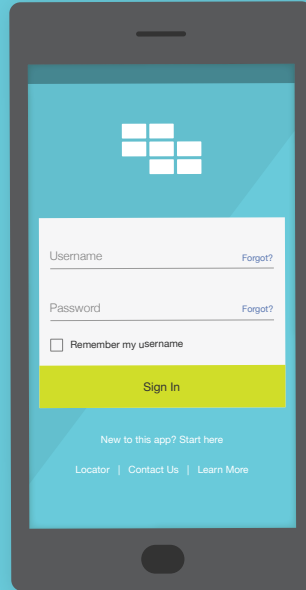 Username
Forgot?
Password
Forgot?
Remember my username
Sign In
New to this app? Start here
Locator | Contact Us | Learn More